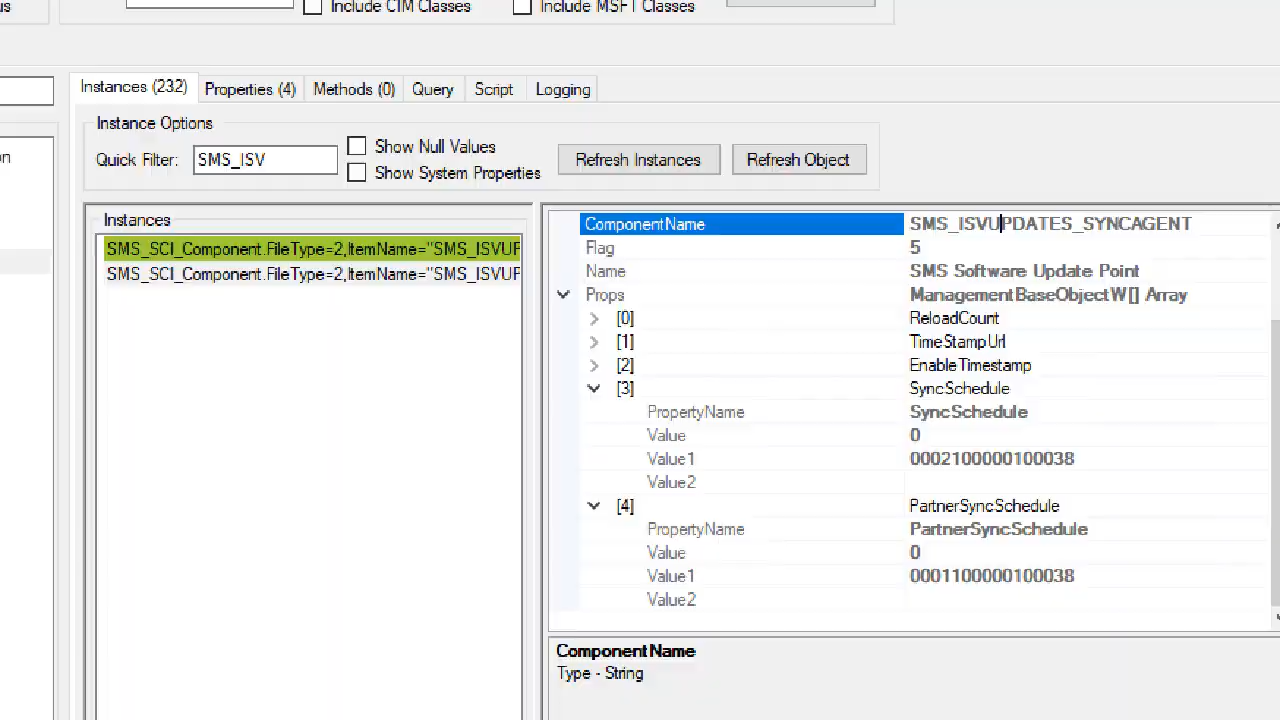 us
Include CIM Classes
Include MSFT Classes
Instances (232)
Properties (4)
Methods (0)
Query
Script
Logging
Instance Options
Quick Filter:
SMS_ISV
Show Null Values
Show System Properties
Refresh Instances
Refresh Object
on
Instances
SMS_SCI_Component.FileType=2,ItemName="SMS_ISVUF
SMS_SCI_Component.FileType=2,ItemName="SMS_ISVUF
ComponentName SMS_ISVUPDATES_SYNCAGENT
Flag 5
Name SMS Software Update Point
Props ManagementBaseObjectW[] Array
[0] ReloadCount
[1] TimeStampUrl
[2] EnableTimestamp
[3] SyncSchedule
PropertyName SyncSchedule
Value 0
Value1 0002100000100038
Value2
[4] PartnerSyncSchedule
PropertyName PartnerSyncSchedule
Value 0
Value1 0001100000100038
Value2
ComponentName
Type - String